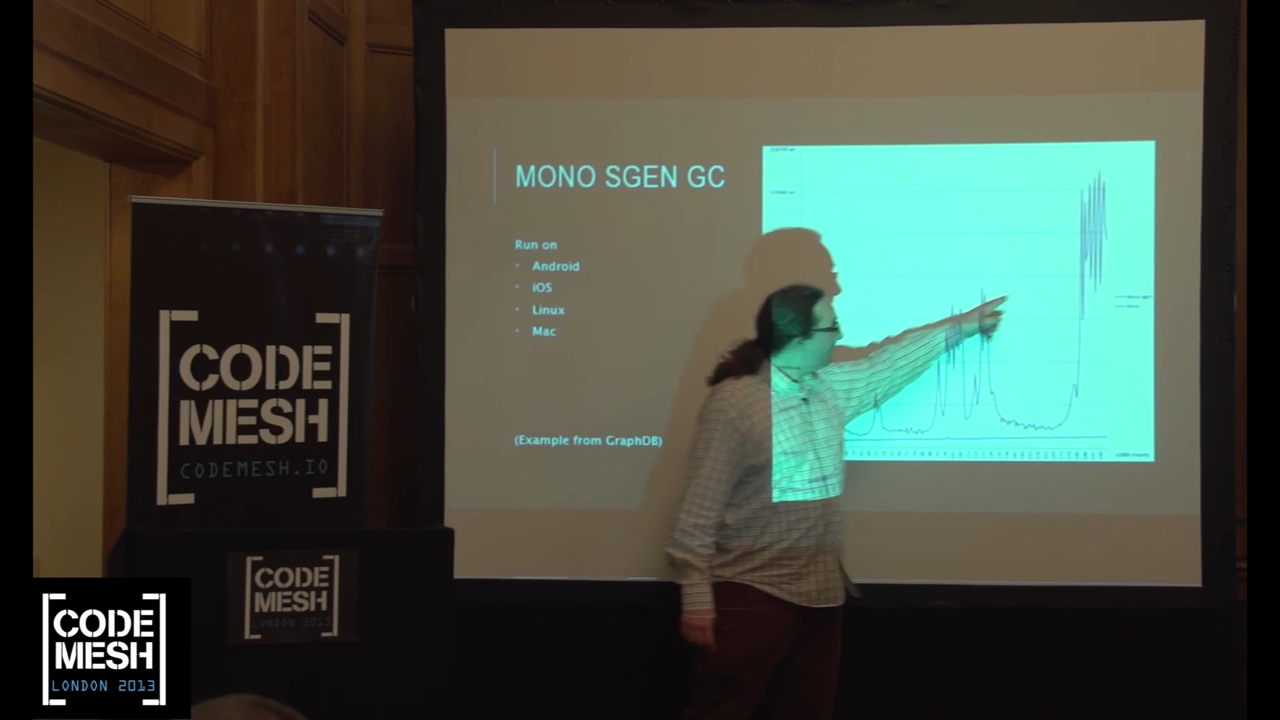 MONO SGEN GC
Run on
Android
iOS
Linux
Mac
(Example from GraphDB)
CODE
MESH
CODEMESH.IO
CODE
MESH
LONDON 2013
CODE
MESH
LONDON 2013